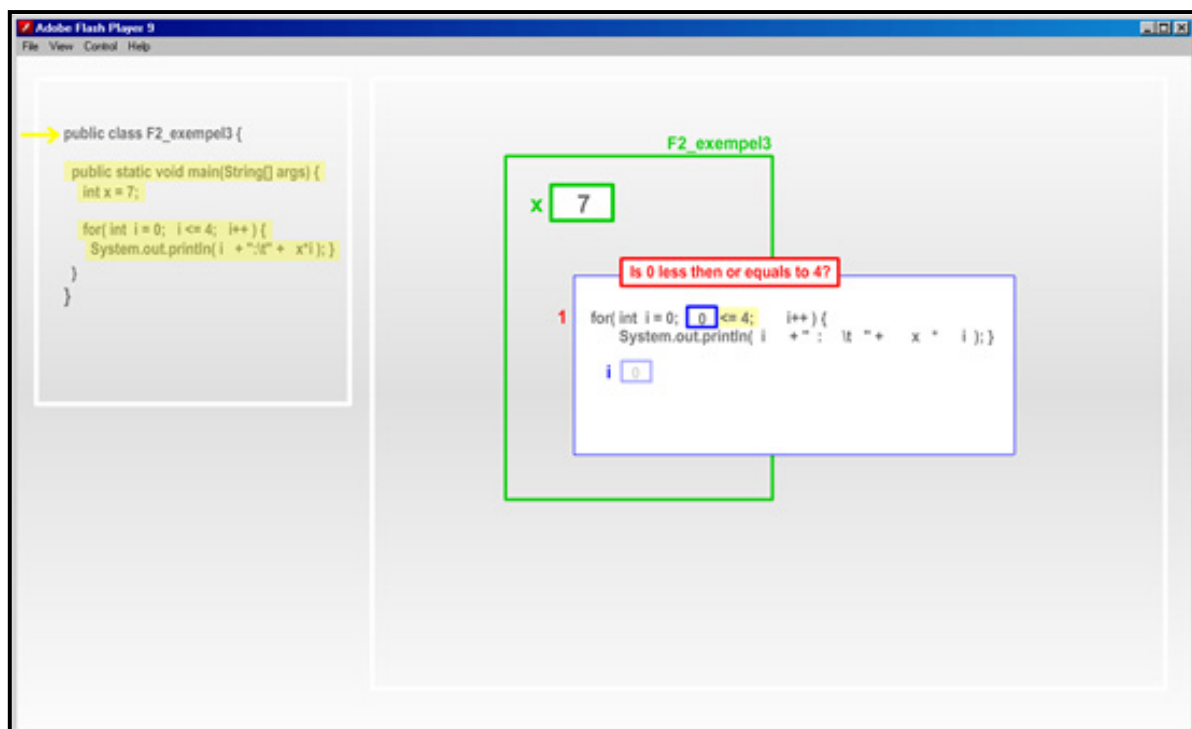 Adobe Flash Player 9
File View Control Help
public class F2_exempel3 {
public static void main(String[] args) {
int x = 7;
for( int i = 0; i <= 4; i++ ) {
System.out.println( i + ":\t" + x*i ); }
}
}
F2_exempel3
x 7
Is 0 less then or equals to 4?
1 for( int i = 0; 0 <= 4; i++ ) {
System.out.println( i + " : \t " + x * i ); }
i 0